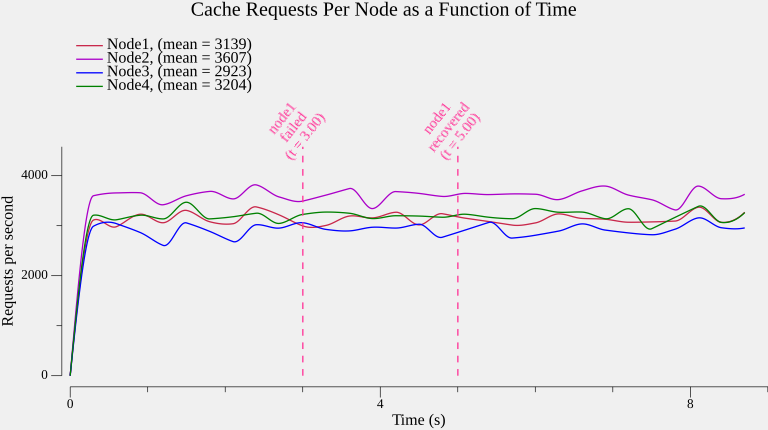 Cache Requests Per Node as a Function of Time
Node1, (mean = 3139)
Node2, (mean = 3607)
Node3, (mean = 2923)
Node4, (mean = 3204)
node1
failed
(t = 3.00)
node1
recovered
(t = 5.00)
Requests per second
4000
2000
0
0
4
8
Time (s)